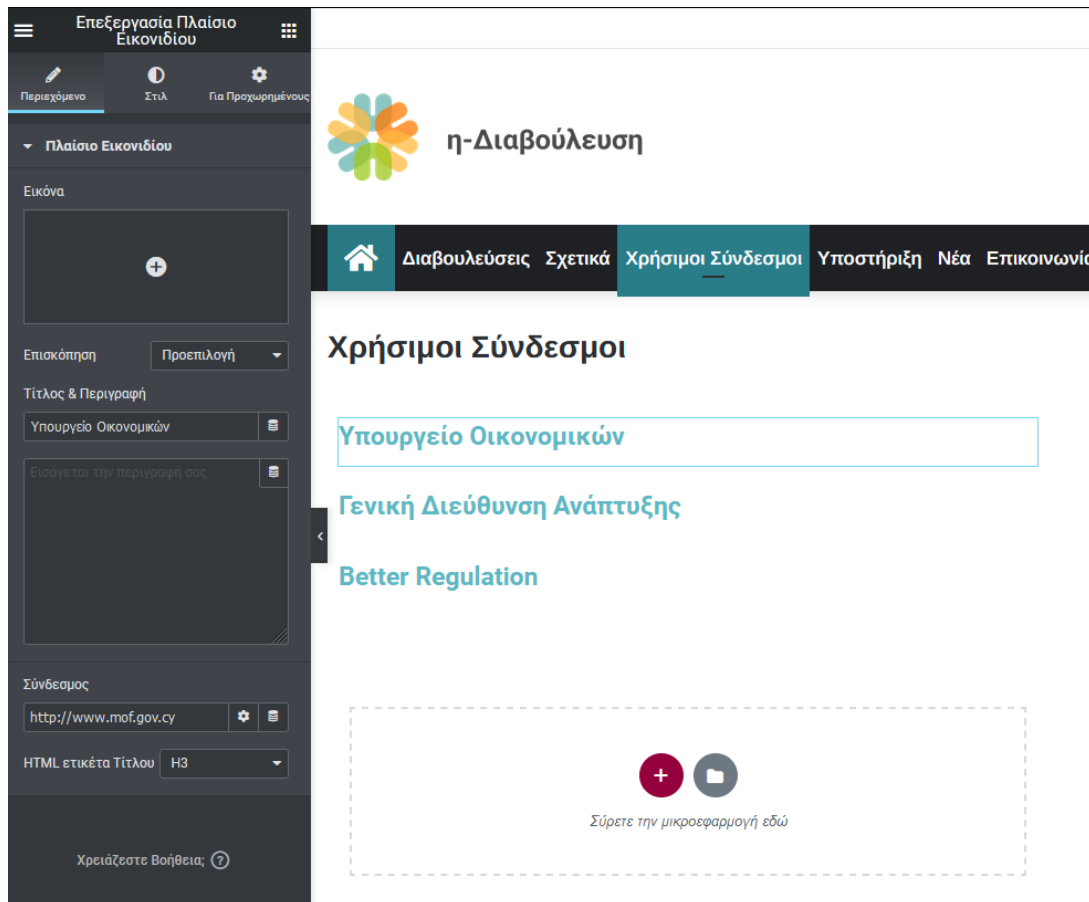 Επεξεργασία Πλαίσιο
Εικονιδίου
Περιεχόμενο
Στιλ
Για Προχωρημένους
Πλαίσιο Εικονιδίου
Εικόνα
Επισκόπηση
Προεπιλογή
Τίτλος & Περιγραφή
Υπουργείο Οικονομικών
Εισάγεται την περιγραφή σας
Σύνδεσμος
http://www.mof.gov.cy
HTML ετικέτα Τίτλου
H3
Χρειάζεστε Βοήθεια;
η-Διαβούλευση
Διαβουλεύσεις Σχετικά Χρήσιμοι Σύνδεσμοι Υποστήριξη Νέα Επικοινωνία
Χρήσιμοι Σύνδεσμοι
Υπουργείο Οικονομικών
Γενική Διεύθυνση Ανάπτυξης
Better Regulation
Σύρετε την μικροεφαρμογή εδώ